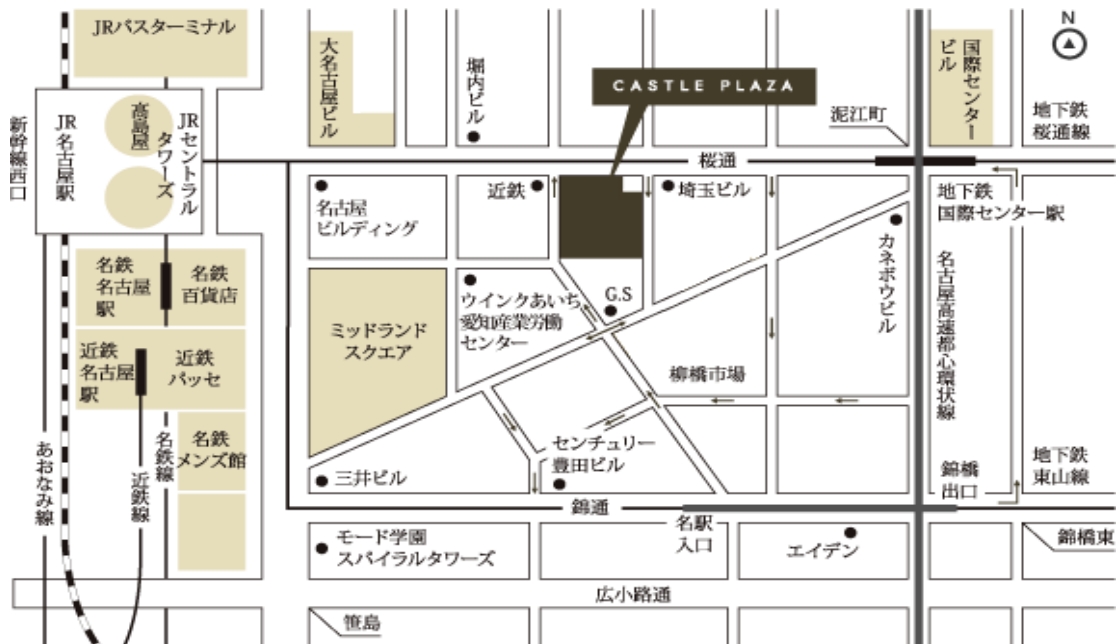 JRバスターミナル
大名古屋ビル
堀内ビル
CASTLE PLAZA
泥江町
国際センター
ビル
N
地下鉄
桜通線
新幹線西口
JR名古屋駅
髙島屋
JRセントラル
タワーズ
桜通
名古屋
ビルディング
近鉄
埼玉ビル
地下鉄
国際センター駅
カネボウビル
名古屋高速都心環状線
名鉄
名古屋
駅
名鉄
百貨店
ミッドランド
スクエア
ウインクあいち
愛知産業労働
センター
G.S
近鉄
名古屋
駅
近鉄
パッセ
柳橋市場
名鉄
メンズ館
あおなみ線
近鉄線
名鉄線
三井ビル
センチュリー
豊田ビル
錦橋
出口
地下鉄
東山線
錦通
名駅
入口
モード学園
スパイラルタワーズ
エイデン
錦橋東
広小路通
笹島